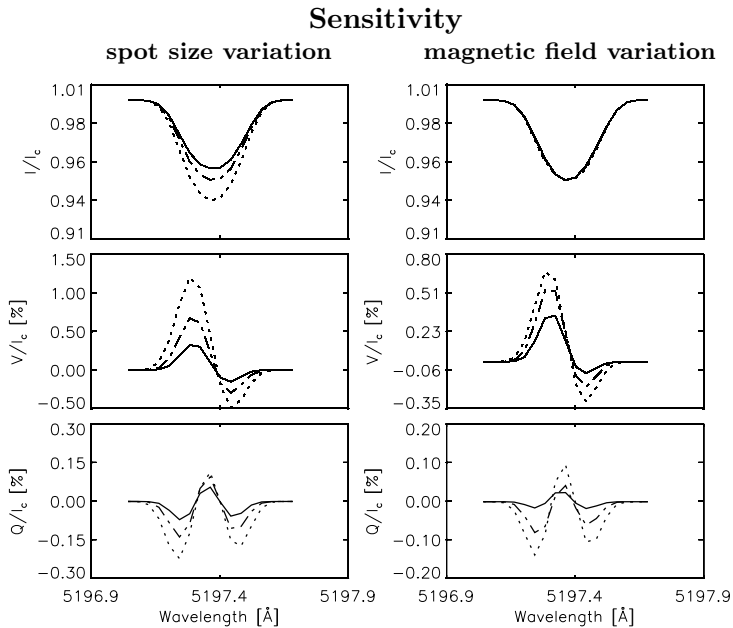 Sensitivity
spot size variation
magnetic field variation
1.01
0.98
0.96
0.94
0.91
I/I_c
1.01
0.98
0.96
0.94
0.91
I/I_c
1.50
1.00
0.50
0.00
−0.50
V/I_c [%]
0.80
0.51
0.23
−0.06
−0.35
V/I_c [%]
0.30
0.15
0.00
−0.15
−0.30
Q/I_c [%]
5196.9 5197.4 5197.9
Wavelength [Å]
0.20
0.10
0.00
−0.10
−0.20
Q/I_c [%]
5196.9 5197.4 5197.9
Wavelength [Å]